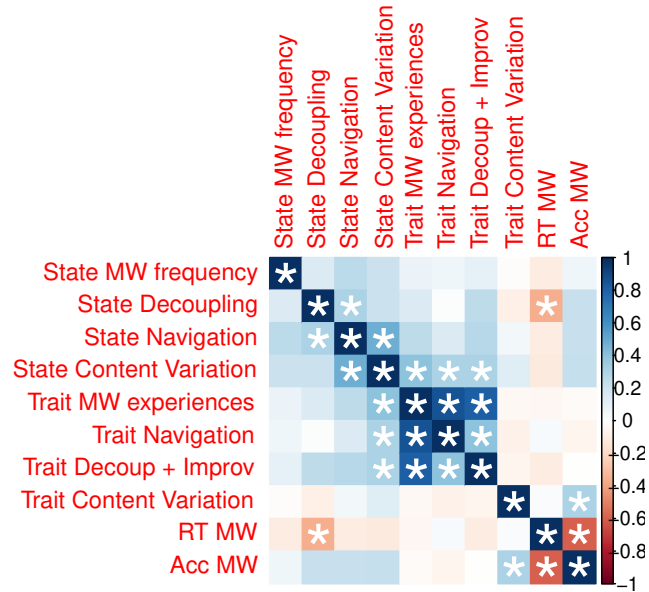 State MW frequency
State Decoupling
State Navigation
State Content Variation
Trait MW experiences
Trait Navigation
Trait Decoup + Improv
Trait Content Variation
RT MW
Acc MW
State MW frequency
State Decoupling
State Navigation
State Content Variation
Trait MW experiences
Trait Navigation
Trait Decoup + Improv
Trait Content Variation
RT MW
Acc MW
1
0.8
0.6
0.4
0.2
0
-0.2
-0.4
-0.6
-0.8
-1